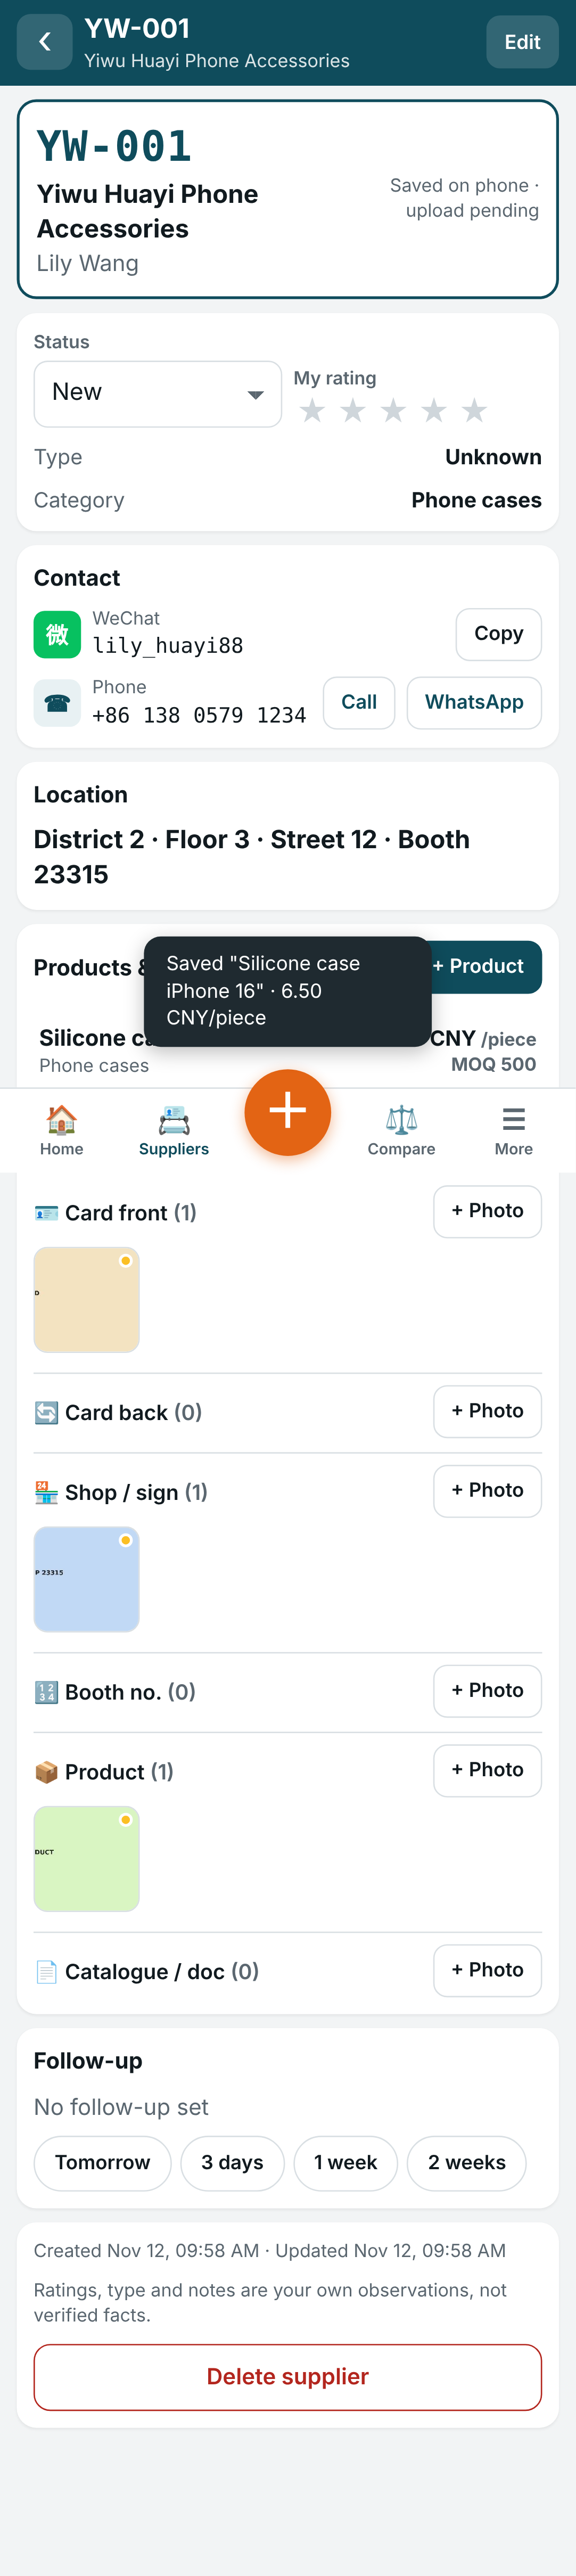 YW-001
Yiwu Huayi Phone Accessories
Edit
YW-001
Yiwu Huayi Phone
Accessories
Lily Wang
Saved on phone ·
upload pending
Status
New
My rating
★ ★ ★ ★ ★
Type
Unknown
Category
Phone cases
Contact
微
WeChat
lily_huayi88
Copy
Phone
+86 138 0579 1234
Call
WhatsApp
Location
District 2 · Floor 3 · Street 12 · Booth
23315
Products
+ Product
Saved "Silicone case
iPhone 16" · 6.50
CNY/piece
Silicone
CNY /piece
Phone cases
MOQ 500
Home
Suppliers
+
Compare
More
Card front (1)
+ Photo
D
Card back (0)
+ Photo
Shop / sign (1)
+ Photo
P 23315
Booth no. (0)
+ Photo
Product (1)
+ Photo
DUCT
Catalogue / doc (0)
+ Photo
Follow-up
No follow-up set
Tomorrow
3 days
1 week
2 weeks
Created Nov 12, 09:58 AM · Updated Nov 12, 09:58 AM
Ratings, type and notes are your own observations, not
verified facts.
Delete supplier